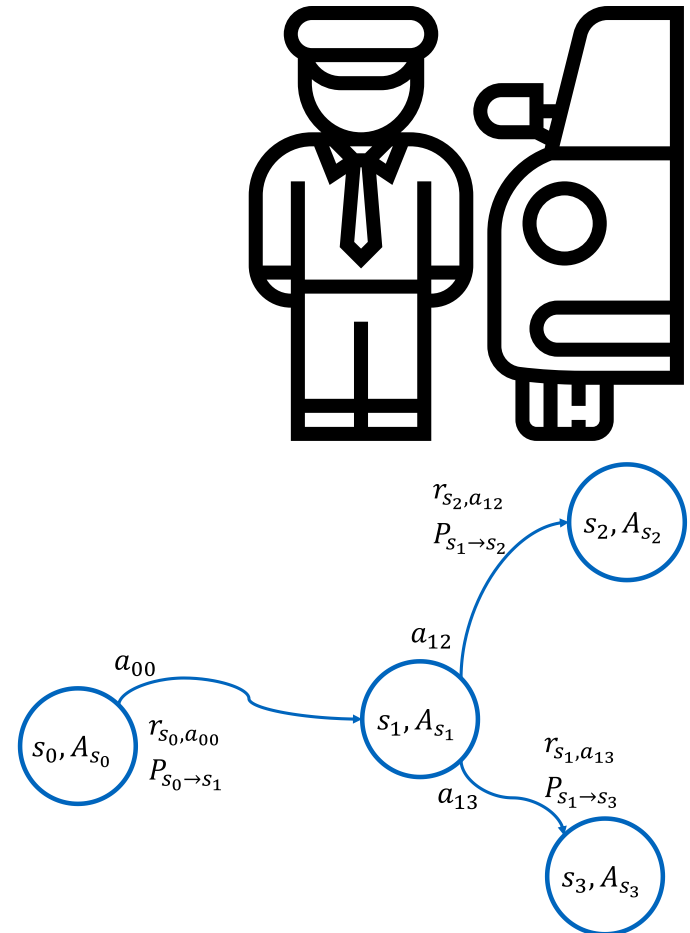 r_{s_2,a_{12}}
P_{s_1→s_2}
s_2, A_{s_2}
a_{12}
a_{00}
s_1, A_{s_1}
r_{s_0,a_{00}}
s_0, A_{s_0}
P_{s_0→s_1}
r_{s_1,a_{13}}
a_{13}
P_{s_1→s_3}
s_3, A_{s_3}